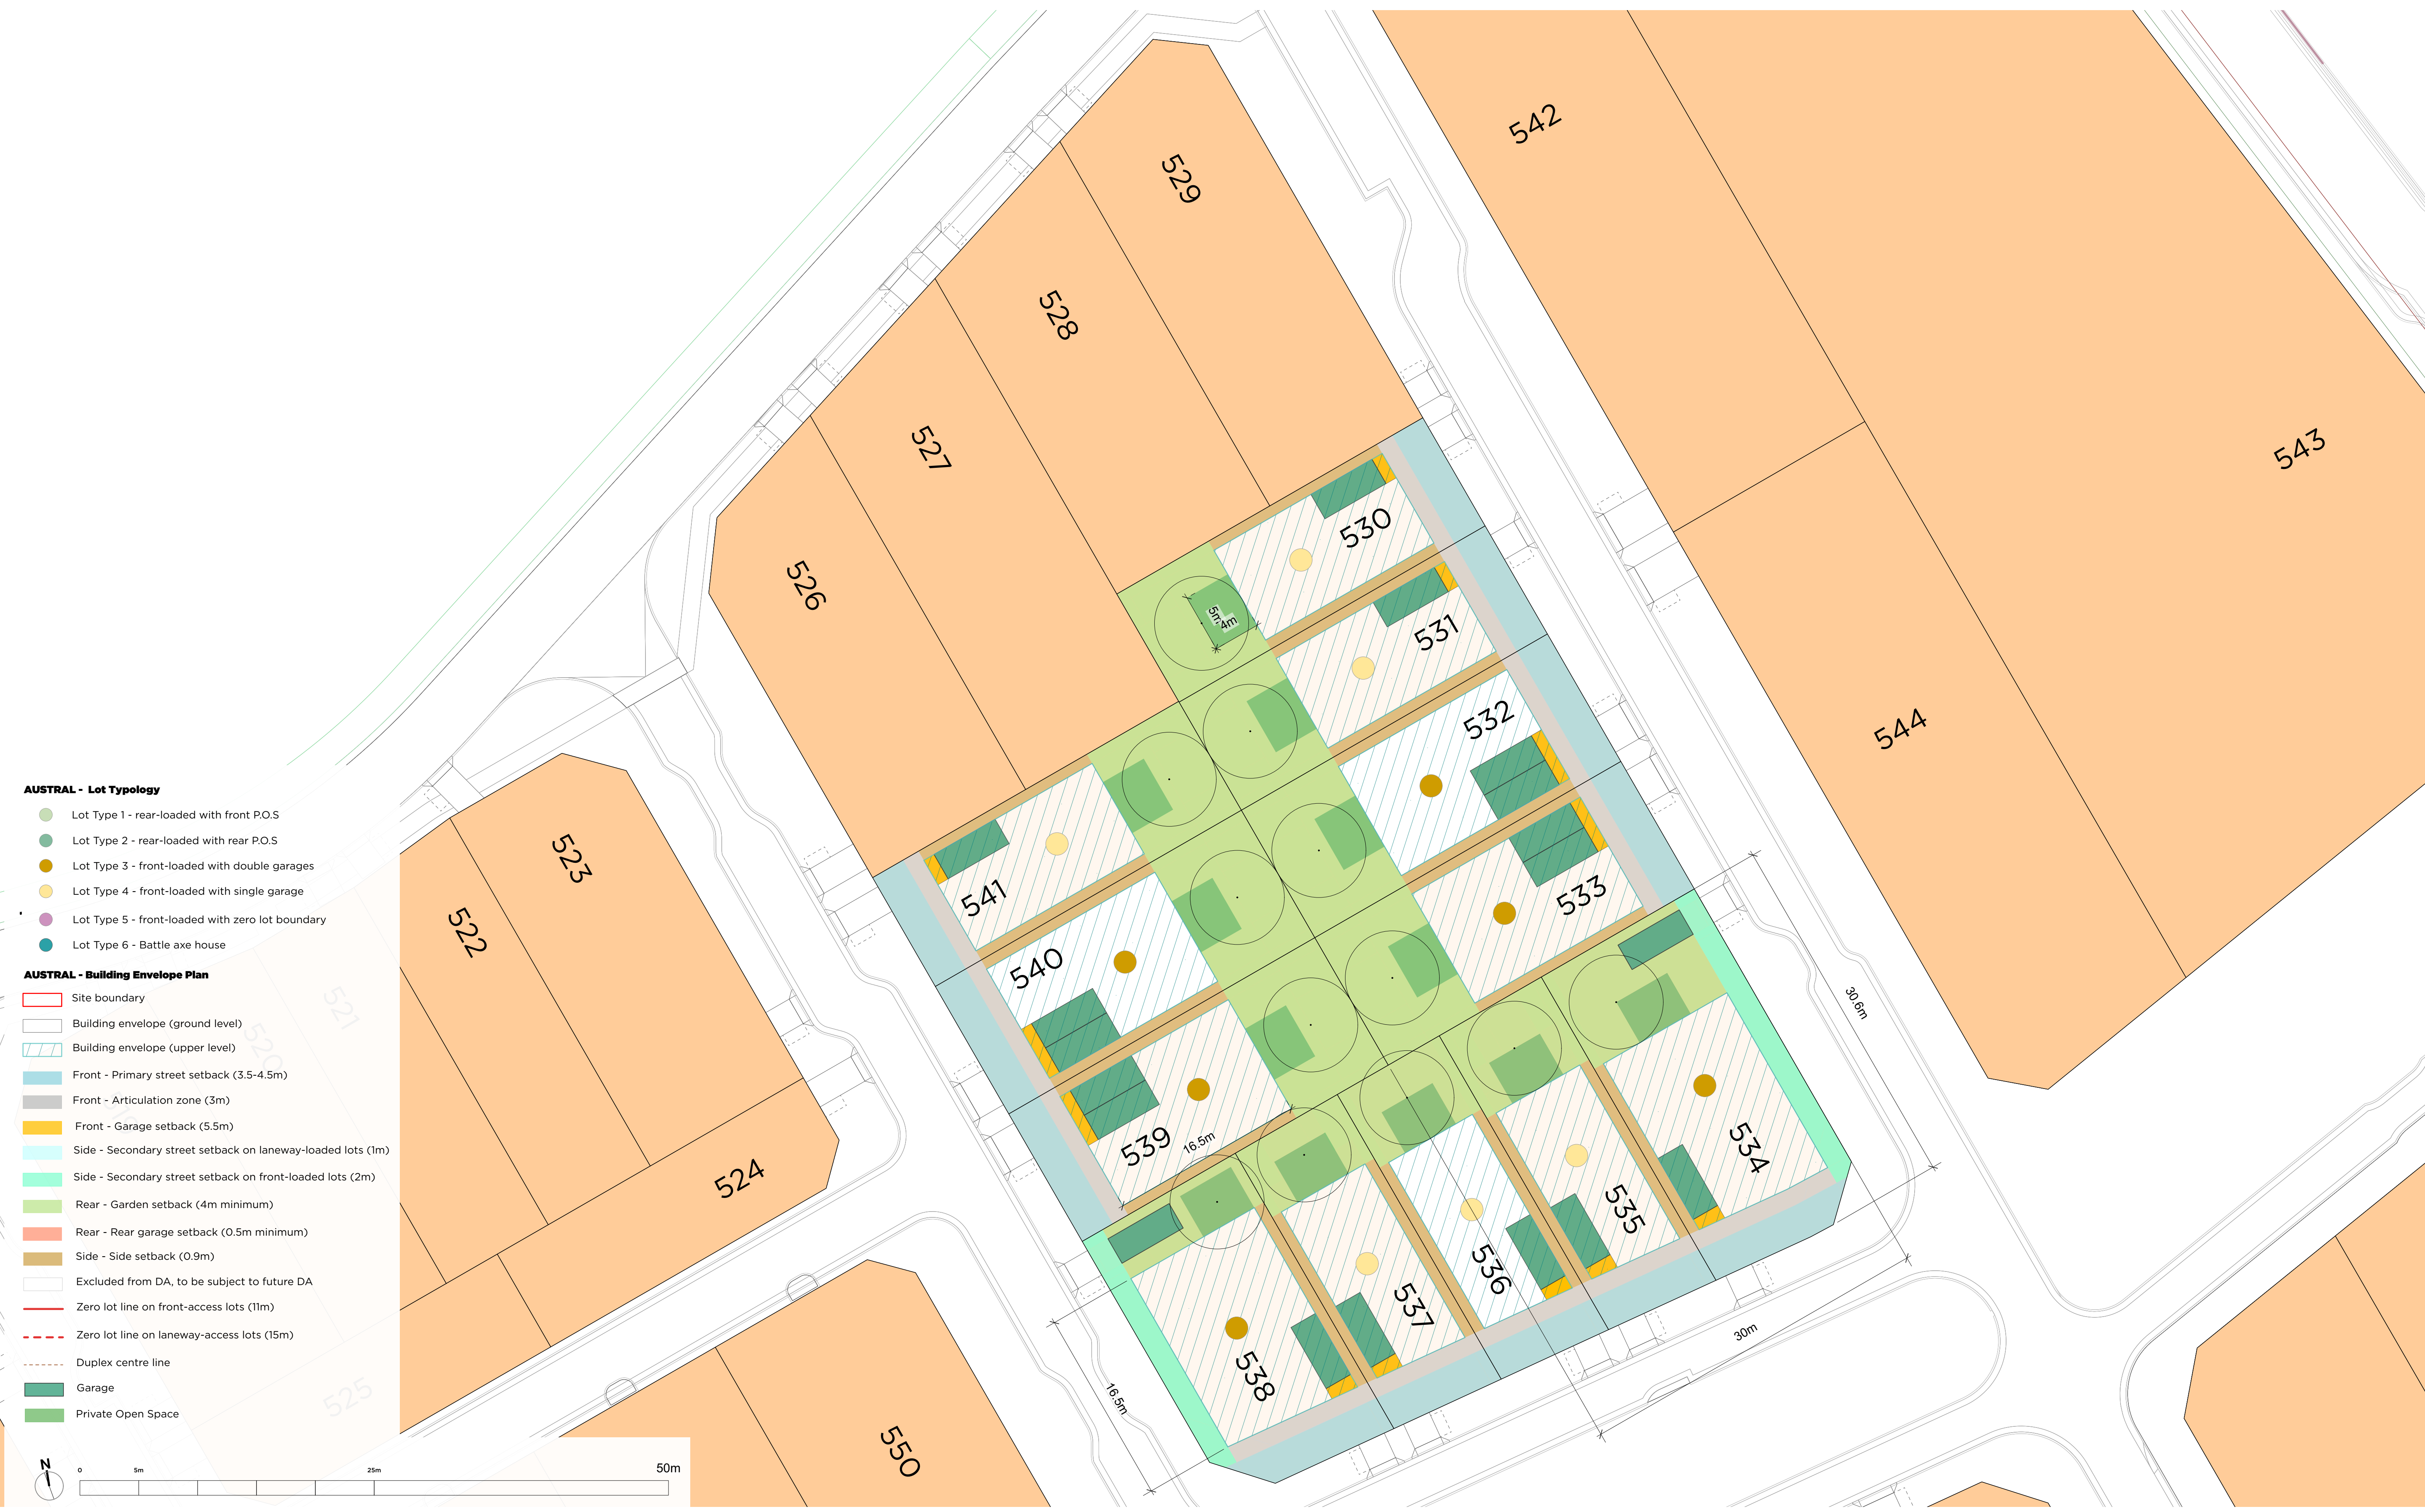 542
529
543
528
527
530
526
5m
4m
531
532
544
AUSTRAL - Lot Typology
Lot Type 1 - rear-loaded with front P.O.S
Lot Type 2 - rear-loaded with rear P.O.S
Lot Type 3 - front-loaded with double garages
Lot Type 4 - front-loaded with single garage
Lot Type 5 - front-loaded with zero lot boundary
Lot Type 6 - Battle axe house
523
533
541
522
540
521
520
30.6m
539
16.5m
534
524
535
536
537
30m
538
16.5m
525
550
AUSTRAL - Building Envelope Plan
Site boundary
Building envelope (ground level)
Building envelope (upper level)
Front - Primary street setback (3.5-4.5m)
Front - Articulation zone (3m)
Front - Garage setback (5.5m)
Side - Secondary street setback on laneway-loaded lots (1m)
Side - Secondary street setback on front-loaded lots (2m)
Rear - Garden setback (4m minimum)
Rear - Rear garage setback (0.5m minimum)
Side - Side setback (0.9m)
Excluded from DA, to be subject to future DA
Zero lot line on front-access lots (11m)
Zero lot line on laneway-access lots (15m)
Duplex centre line
Garage
Private Open Space
N
0 5m 25m 50m